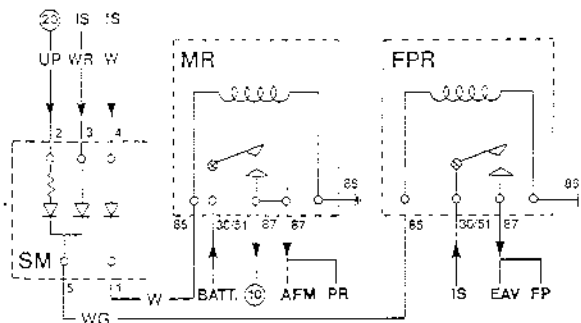 20 IS IS
UP WR W
2 3 4
SM
5 1
W
WG
MR
86
85 30/51 87 87
BATT. 10 AFM PR
FPR
86
85 30/51 87
IS EAV FP